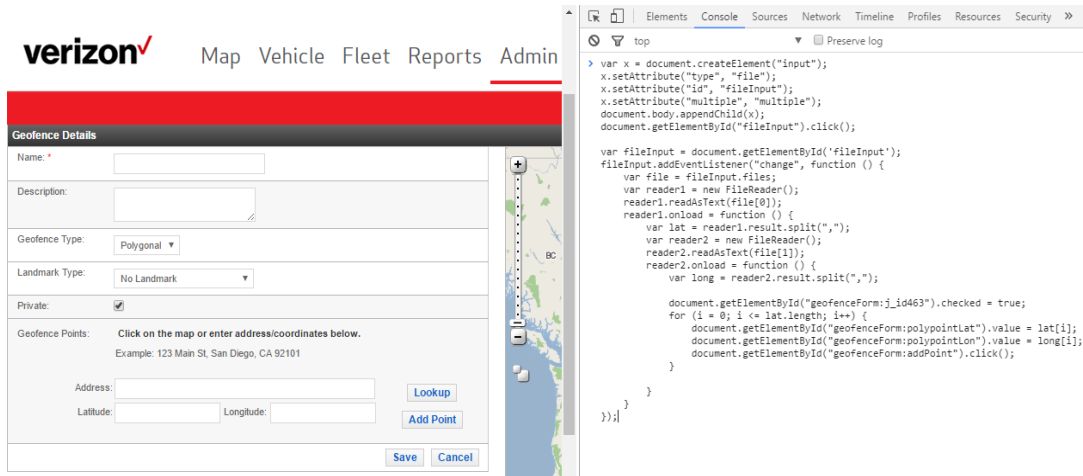 verizon✓
Map Vehicle Fleet Reports Admin
Geofence Details
Name: *
Description:
Geofence Type:
Polygonal ▼
Landmark Type:
No Landmark ▼
Private:
Geofence Points:
Click on the map or enter address/coordinates below.
Example: 123 Main St, San Diego, CA 92101
Address:
Lookup
Latitude:
Longitude:
Add Point
Save Cancel
+
BC
Elements Console Sources Network Timeline Profiles Resources Security »
top ▼ Preserve log
> var x = document.createElement("input");
x.setAttribute("type", "file");
x.setAttribute("id", "fileInput");
x.setAttribute("multiple", "multiple");
document.body.appendChild(x);
document.getElementById("fileInput").click();
var fileInput = document.getElementById('fileInput');
fileInput.addEventListener("change", function () {
var file = fileInput.files;
var reader1 = new FileReader();
reader1.readAsText(file[0]);
reader1.onload = function () {
var lat = reader1.result.split(",");
var reader2 = new FileReader();
reader2.readAsText(file[1]);
reader2.onload = function () {
var long = reader2.result.split(",");
document.getElementById("geofenceForm:j_id463").checked = true;
for (i = 0; i <= lat.length; i++) {
document.getElementById("geofenceForm:polypointLat").value = lat[i];
document.getElementById("geofenceForm:polypointLon").value = long[i];
document.getElementById("geofenceForm:addPoint").click();
}
}
}
});